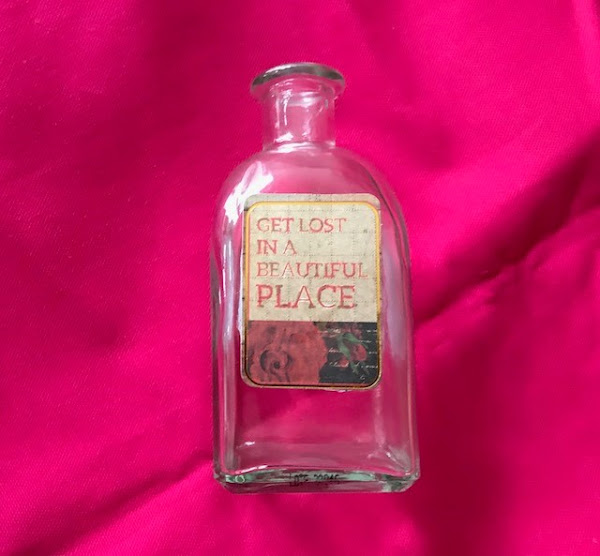 GET LOST
IN A
BEAUTIFUL
PLACE